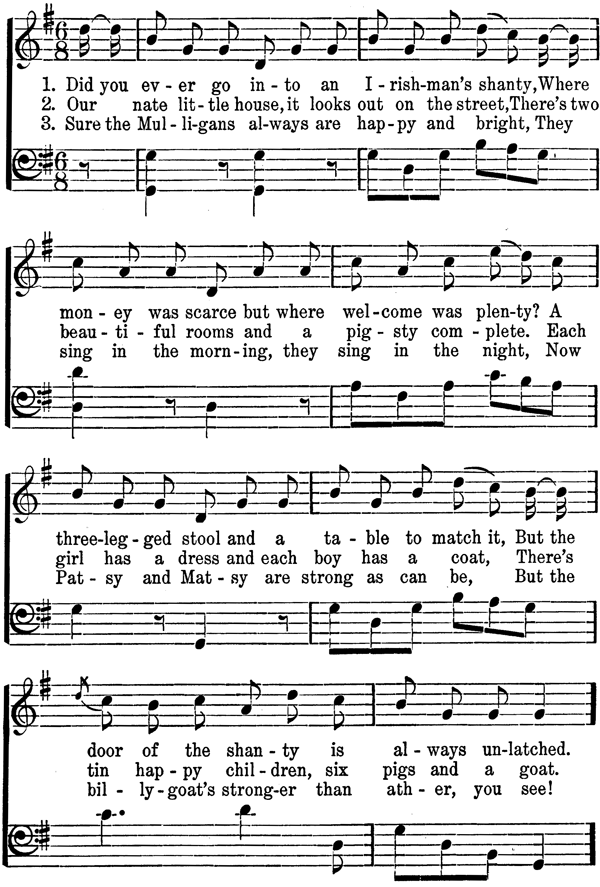 1. Did you ev - er go in - to an I - rish-man's shanty, Where
2. Our nate lit - tle house, it looks out on the street, There's two
3. Sure the Mul - li - gans al - ways are hap - py and bright, They
mon - ey was scarce but where wel - come was plen - ty? A
beau - ti - ful rooms and a pig - sty com - plete. Each
sing in the morn - ing, they sing in the night, Now
three - leg - ged stool and a ta - ble to match it, But the
girl has a dress and each boy has a coat, There's
Pat - sy and Mat - sy are strong as can be, But the
door of the shan - ty is al - ways un - latched.
tin hap - py chil - dren, six pigs and a goat.
bil - ly - goat's strong - er than ath - er, you see!